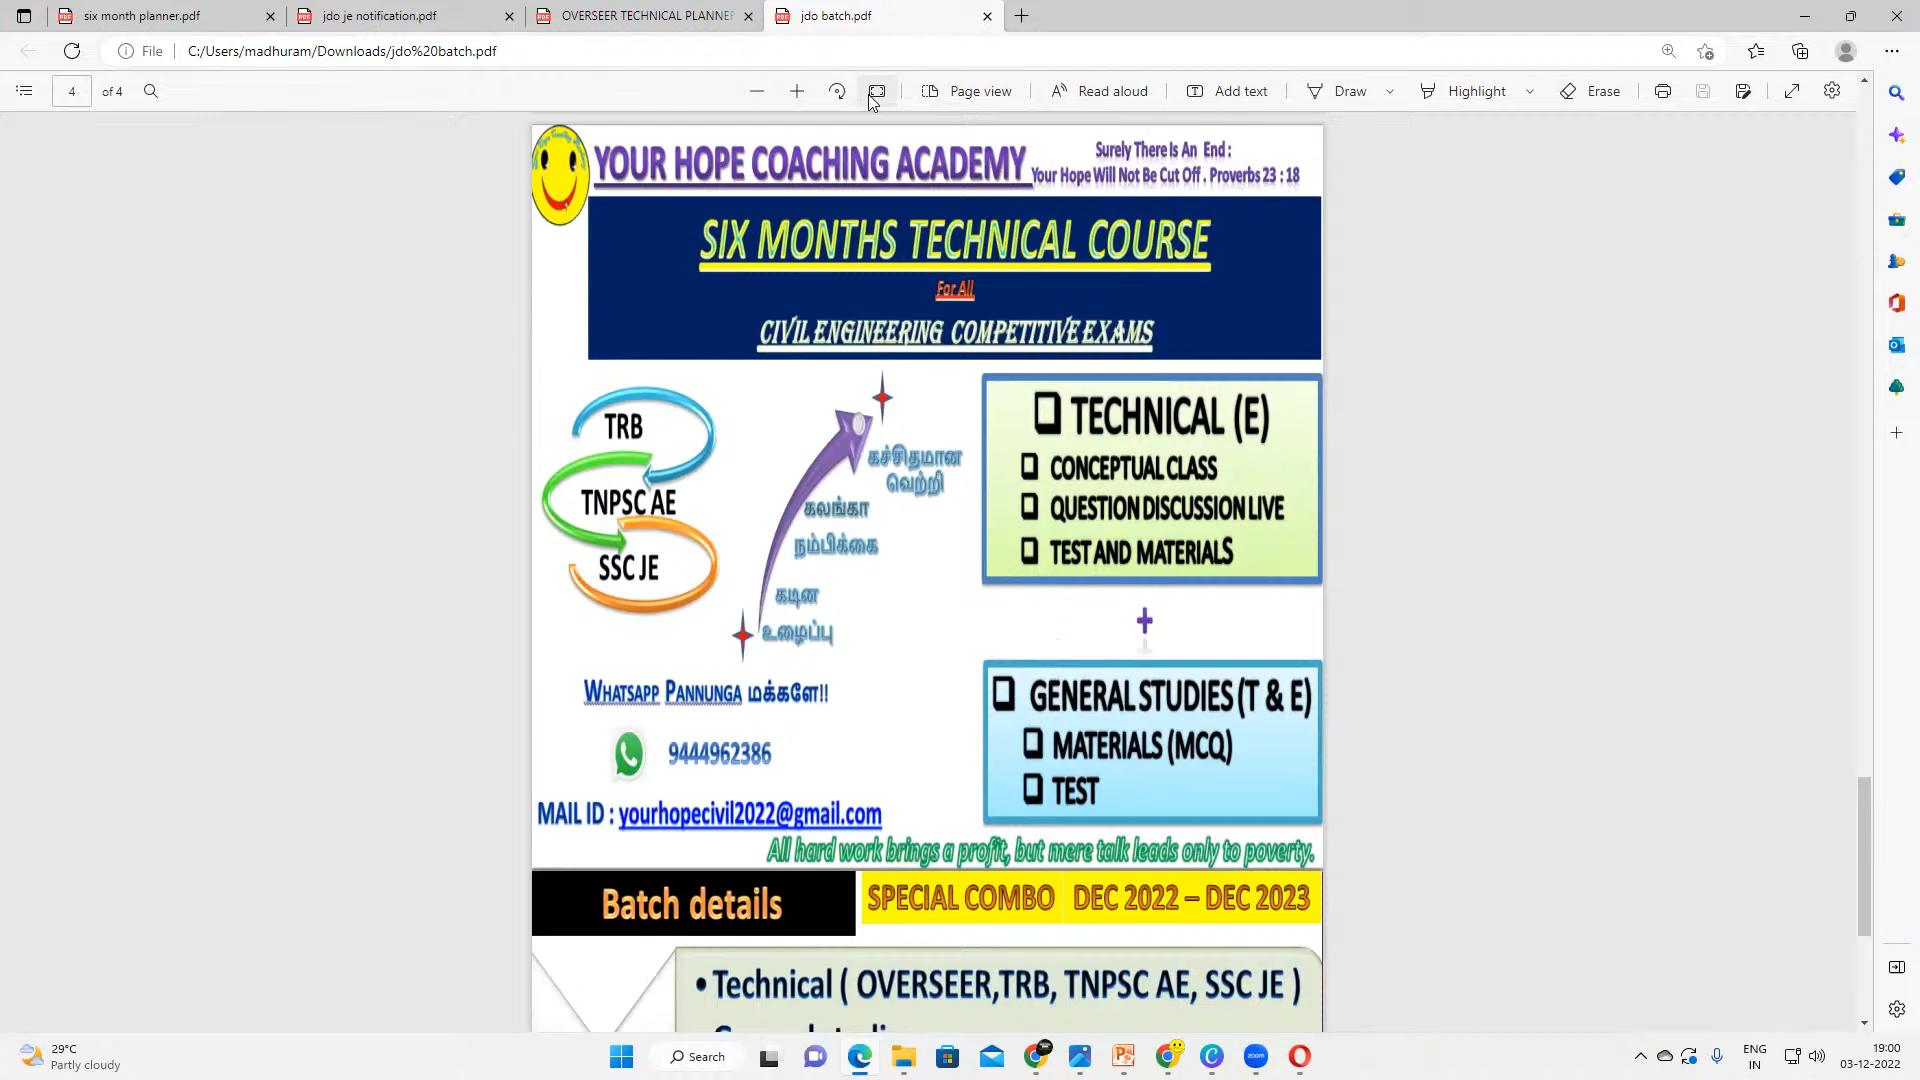 six month planner.pdf
jdo je notification.pdf
OVERSEER TECHNICAL PLANNER
jdo batch.pdf
File
C:/Users/madhuram/Downloads/jdo%20batch.pdf
4 of 4
Page view
Read aloud
Add text
Draw
Highlight
Erase
YOUR HOPE COACHING ACADEMY
Surely There Is An End :
Your Hope Will Not Be Cut Off . Proverbs 23 : 18
SIX MONTHS TECHNICAL COURSE
For All
CIVIL ENGINEERING COMPETITIVE EXAMS
TRB
TNPSC AE
SSC JE
கச்சிதமான
வெற்றி
கலங்கா
நம்பிக்கை
கடின
உழைப்பு
TECHNICAL (E)
CONCEPTUAL CLASS
QUESTION DISCUSSION LIVE
TEST AND MATERIALS
+
GENERAL STUDIES (T & E)
MATERIALS (MCQ)
TEST
WHATSAPP PANNUNGA மக்களே!!
9444962386
MAIL ID : yourhopecivil2022@gmail.com
All hard work brings a profit, but mere talk leads only to poverty.
Batch details
SPECIAL COMBO
DEC 2022 – DEC 2023
• Technical ( OVERSEER,TRB, TNPSC AE, SSC JE )
29°C
Partly cloudy
Search
zoom
ENG
IN
19:00
03-12-2022